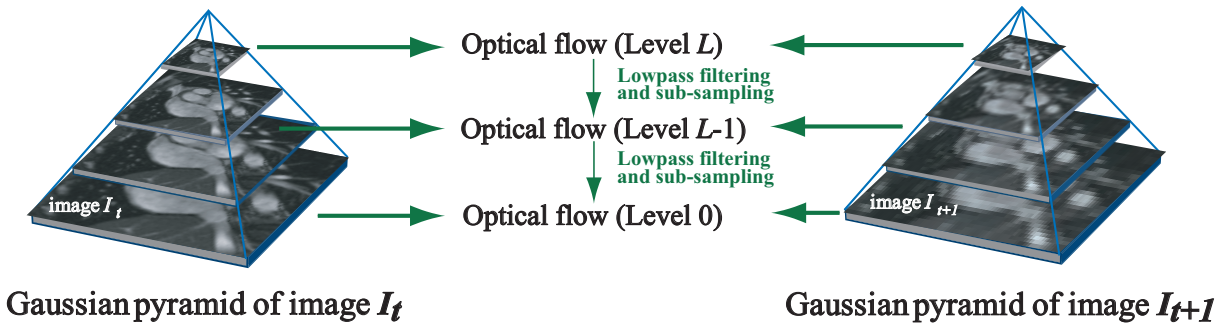 Optical flow (Level L)
Lowpass filtering
and sub-sampling
Optical flow (Level L-1)
Lowpass filtering
and sub-sampling
image I t
image I t+1
Optical flow (Level 0)
Gaussian pyramid of image It
Gaussian pyramid of image It+1